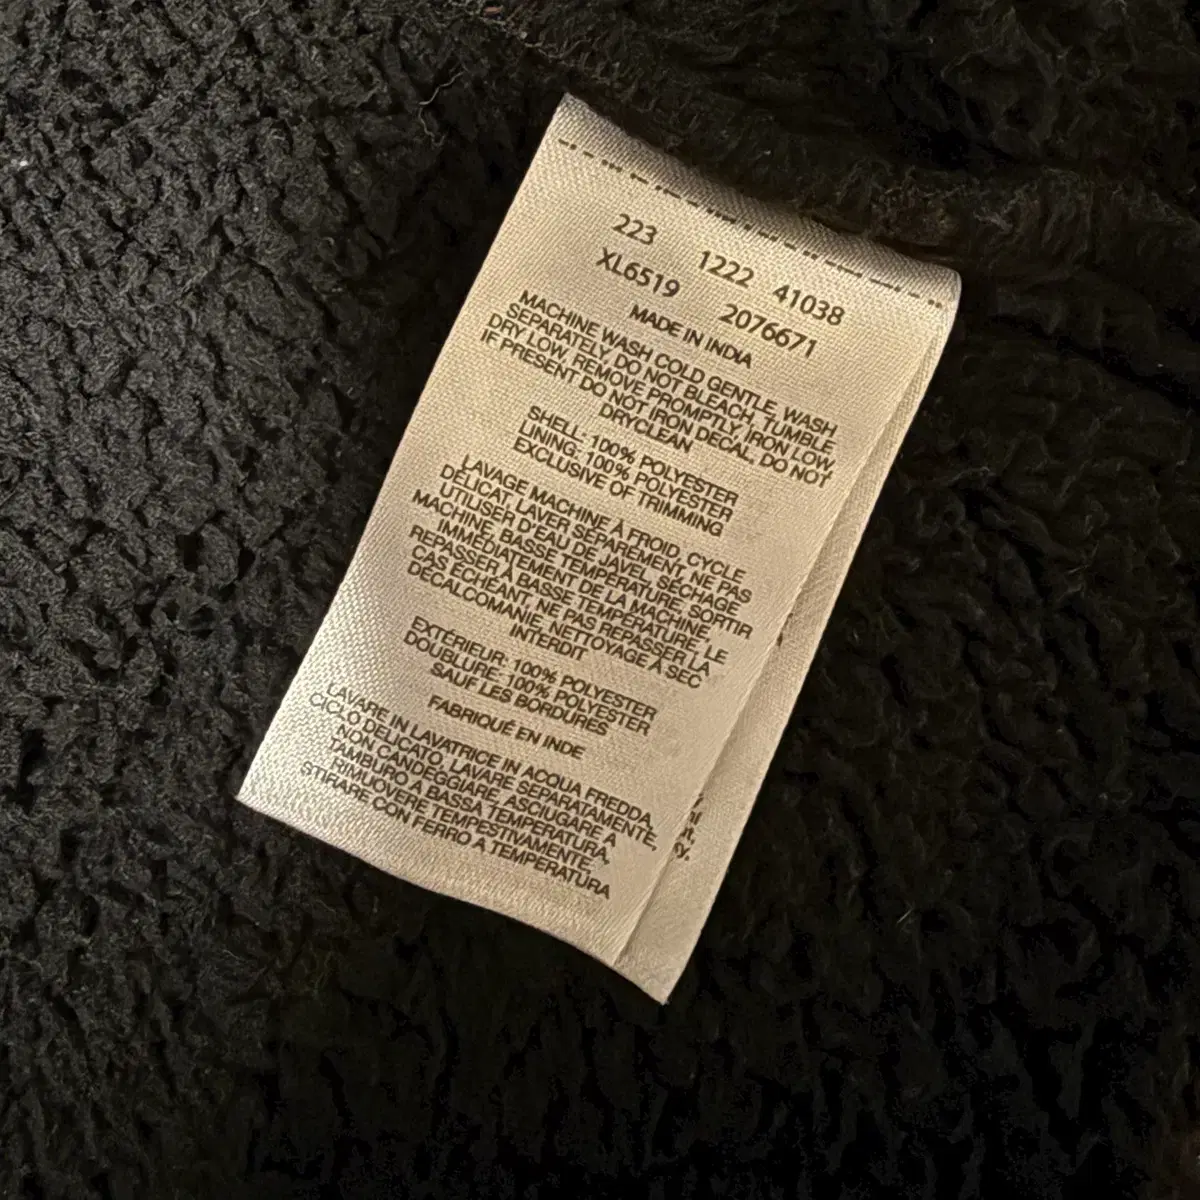 223 1222 41038
XL6519 2076671
MADE IN INDIA
MACHINE WASH COLD GENTLE, WASH
SEPARATELY, DO NOT BLEACH, TUMBLE
DRY LOW, REMOVE PROMPTLY, IRON LOW,
IF PRESENT DO NOT IRON DECAL, DO NOT
DRYCLEAN
SHELL: 100% POLYESTER
LINING: 100% POLYESTER
EXCLUSIVE OF TRIMMING
LAVAGE MACHINE À FROID, CYCLE
DÉLICAT, LAVER SÉPARÉMENT, NE PAS
UTILISER D'EAU DE JAVEL, SÉCHAGE
MACHINE, BASSE TEMPÉRATURE, SORTIR
IMMÉDIATEMENT DE LA MACHINE,
REPASSER À BASSE TEMPÉRATURE, LE
CAS ÉCHÉANT, NE PAS REPASSER LA
DÉCALCOMANIE, NETTOYAGE À SEC
INTERDIT
EXTÉRIEUR: 100% POLYESTER
DOUBLURE: 100% POLYESTER
SAUF LES BORDURES
FABRIQUÉ EN INDE
LAVARE IN LAVATRICE IN ACQUA FREDDA,
CICLO DELICATO, LAVARE SEPARATAMENTE,
NON CANDEGGIARE, ASCIUGARE A
TAMBURO A BASSA TEMPERATURA,
RIMUOVERE TEMPESTIVAMENTE,
STIRARE CON FERRO A TEMPERATURA